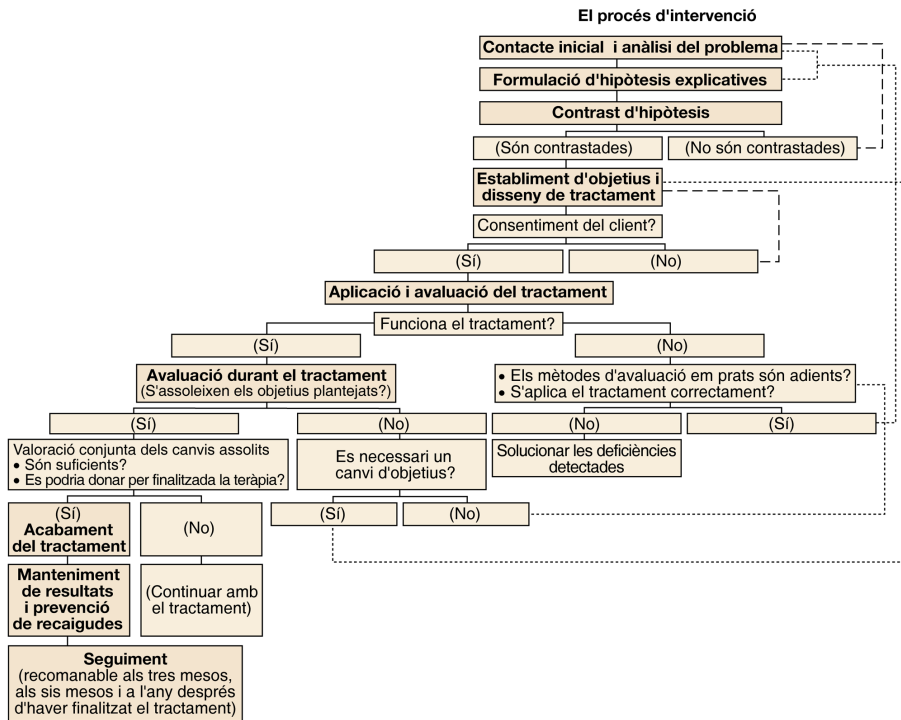 El procés d'intervenció
Contacte inicial i anàlisi del problema
Formulació d'hipòtesis explicatives
Contrast d'hipòtesis
(Són contrastades)
(No són contrastades)
Establiment d'objetius i
disseny de tractament
Consentiment del client?
(Sí)
(No)
Aplicació i avaluació del tractament
Funciona el tractament?
(Sí)
(No)
Avaluació durant el tractament
(S'assoleixen els objetius plantejats?)
• Els mètodes d'avaluació em prats són adients?
• S'aplica el tractament correctament?
(Sí)
(No)
(No)
(Sí)
Valoració conjunta dels canvis assolits
• Són suficients?
• Es podria donar per finalitzada la teràpia?
Es necessari un
canvi d'objetius?
Solucionar les deficiències
detectades
(Sí)
Acabament
del tractament
(No)
(Sí)
(No)
Manteniment
de resultats
i prevenció
de recaigudes
(Continuar amb
el tractament)
Seguiment
(recomanable als tres mesos,
als sis mesos i a l'any després
d'haver finalitzat el tractament)